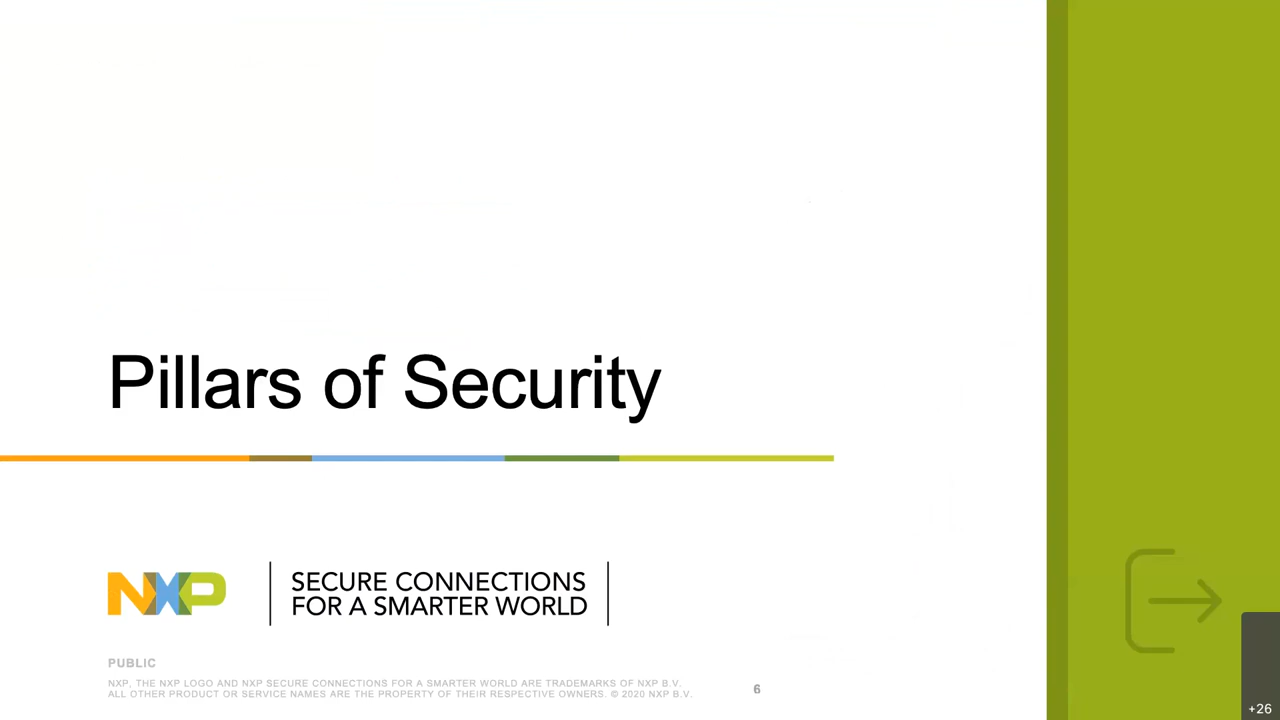 Pillars of Security
NXP
SECURE CONNECTIONS
FOR A SMARTER WORLD
PUBLIC
NXP, THE NXP LOGO AND NXP SECURE CONNECTIONS FOR A SMARTER WORLD ARE TRADEMARKS OF NXP B.V.
ALL OTHER PRODUCT OR SERVICE NAMES ARE THE PROPERTY OF THEIR RESPECTIVE OWNERS. © 2020 NXP B.V.
6
+26